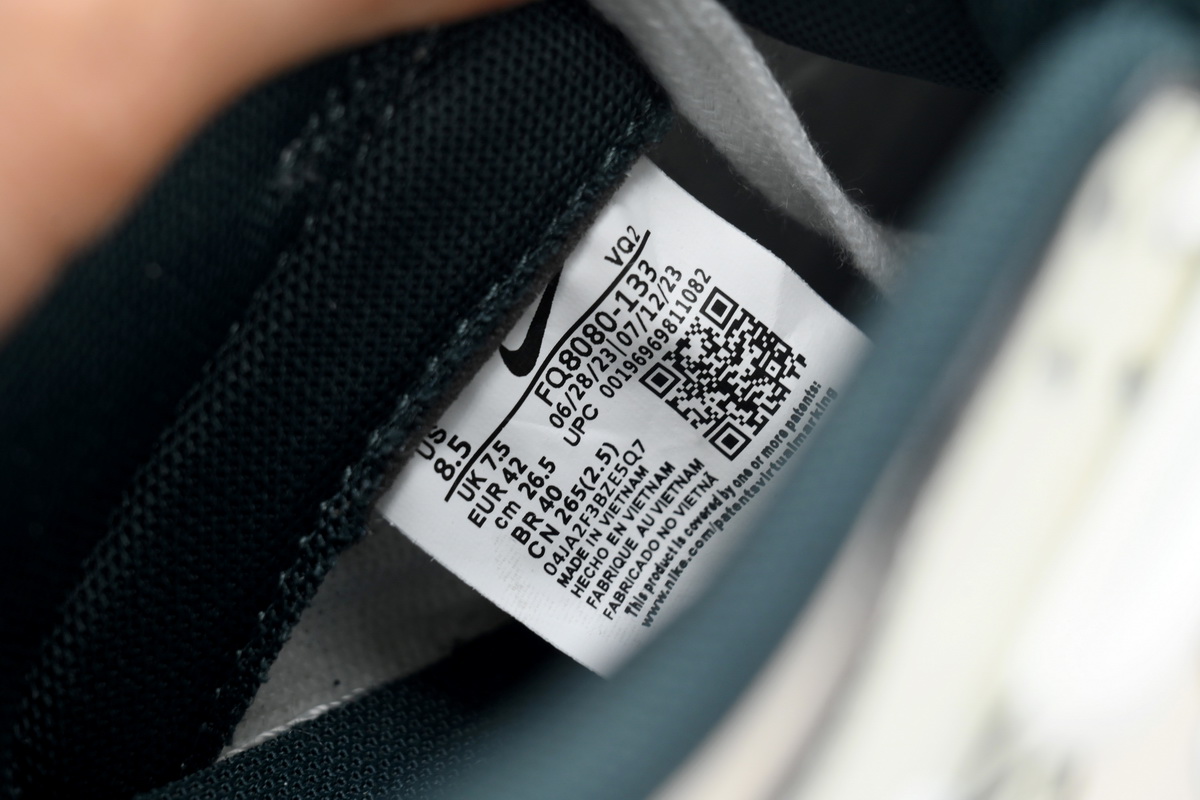 VQ2
US
8.5
FQ8080-133
UK 7.5
06/28/23|07/12/23
EUR 42
UPC 00196969811082
cm 26.5
BR 40
CN 265(2.5)
04JA2F3BZE5Q7
MADE IN VIETNAM
HECHO EN VIETNAM
FABRIQUE AU VIETNAM
FABRICADO NO VIETNÃ
This product is covered by one or more patents:
www.nike.com/patentsvirtualmarking